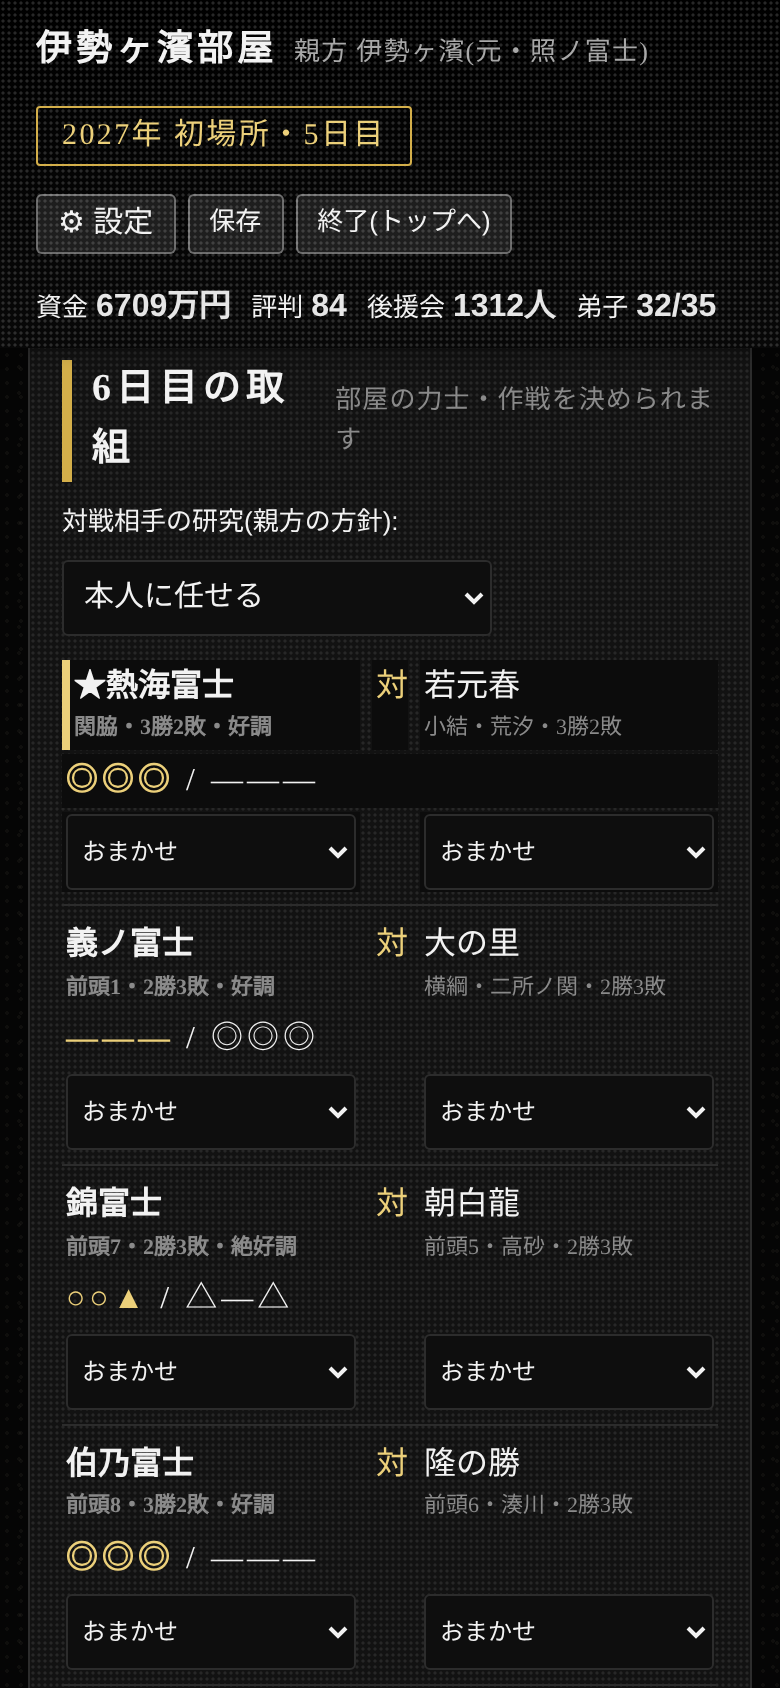 伊勢ヶ濱部屋 親方 伊勢ヶ濱(元・照ノ富士)
2027年 初場所・5日目
⚙ 設定 保存 終了(トップへ)
資金 6709万円 評判 84 後援会 1312人 弟子 32/35
6日目の取
組
部屋の力士・作戦を決められま
す
対戦相手の研究(親方の方針):
本人に任せる
★熱海富士 対 若元春
関脇・3勝2敗・好調 小結・荒汐・3勝2敗
◎◎◎ / ———
おまかせ おまかせ
義ノ富士 対 大の里
前頭1・2勝3敗・好調 横綱・二所ノ関・2勝3敗
——— / ◎◎◎
おまかせ おまかせ
錦富士 対 朝白龍
前頭7・2勝3敗・絶好調 前頭5・高砂・2勝3敗
○○▲ / △—△
おまかせ おまかせ
伯乃富士 対 隆の勝
前頭8・3勝2敗・好調 前頭6・湊川・2勝3敗
◎◎◎ / ———
おまかせ おまかせ